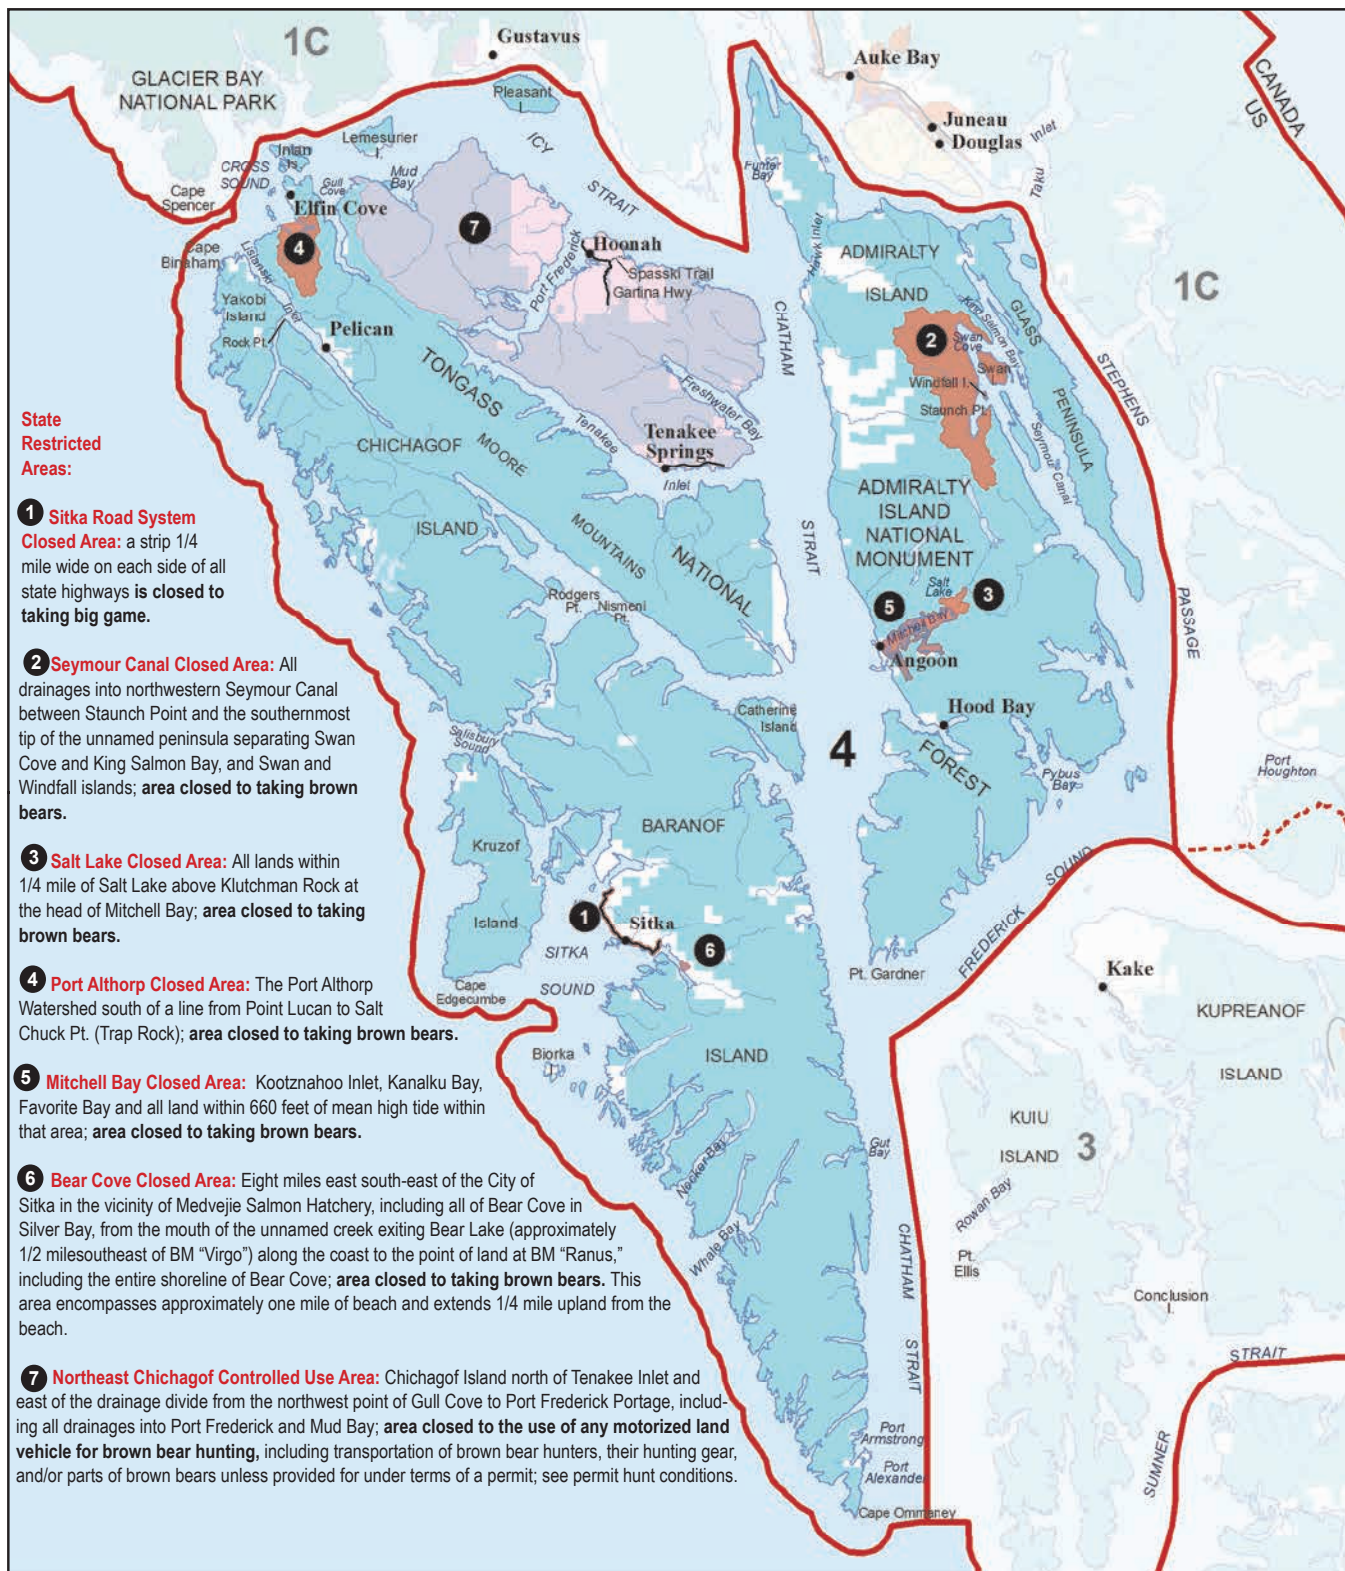 1C
Gustavus
GLACIER BAY
NATIONAL PARK
Pleasant
I.
Auke Bay
CANADA
US
Lemesurier
I.
ICY
STRAIT
Juneau
Douglas
Taku
Inlet
Inian
Is.
CROSS
SOUND
Gull
Cove
Mud
Bay
Funter
Bay
Cape
Spencer
Elfin Cove
7
4
Hoonah
Port Frederick
Spasski Trail
Gartina Hwy
Hawk Inlet
ADMIRALTY
ISLAND
Cape
Bingham
Lisianski
Inlet
Yakobi
Island
Rock Pt.
Pelican
CHATHAM
STRAIT
2
King Salmon Bay
Swan
Cove
Swan
I.
GLASS
PENINSULA
1C
Windfall I.
Staunch Pt.
Seymour Canal
STEPHENS
PASSAGE
TONGASS
NATIONAL
FOREST
Freshwater Bay
Tenakee
Inlet
Tenakee
Springs
CHICHAGOF
ISLAND
MOORE
MOUNTAINS
ADMIRALTY
ISLAND
NATIONAL
MONUMENT
Salt
Lake
3
5
Mitchell Bay
Angoon
Rodgers
Pt.
Nismeni
Pt.
Hood Bay
Catherine
Island
4
Pybus
Bay
Port
Houghton
Salisbury
Sound
BARANOF
ISLAND
Kruzof
Island
1
Sitka
6
SITKA
SOUND
Cape
Edgecumbe
Biorka
I.
Pt. Gardner
FREDERICK
SOUND
Kake
KUPREANOF
ISLAND
KUIU
ISLAND
3
Gut
Bay
Rowan Bay
Pt.
Ellis
Necker Bay
Whale Bay
CHATHAM
STRAIT
Conclusion
I.
STRAIT
SUMNER
Port
Armstrong
Port
Alexander
Cape Ommaney
State
Restricted
Areas:
1 Sitka Road System
Closed Area: a strip 1/4
mile wide on each side of all
state highways is closed to
taking big game.
2 Seymour Canal Closed Area: All
drainages into northwestern Seymour Canal
between Staunch Point and the southernmost
tip of the unnamed peninsula separating Swan
Cove and King Salmon Bay, and Swan and
Windfall islands; area closed to taking brown
bears.
3 Salt Lake Closed Area: All lands within
1/4 mile of Salt Lake above Klutchman Rock at
the head of Mitchell Bay; area closed to taking
brown bears.
4 Port Althorp Closed Area: The Port Althorp
Watershed south of a line from Point Lucan to Salt
Chuck Pt. (Trap Rock); area closed to taking brown bears.
5 Mitchell Bay Closed Area: Kootznahoo Inlet, Kanalku Bay,
Favorite Bay and all land within 660 feet of mean high tide within
that area; area closed to taking brown bears.
6 Bear Cove Closed Area: Eight miles east south-east of the City of
Sitka in the vicinity of Medvejie Salmon Hatchery, including all of Bear Cove in
Silver Bay, from the mouth of the unnamed creek exiting Bear Lake (approximately
1/2 milesoutheast of BM “Virgo”) along the coast to the point of land at BM “Ranus,”
including the entire shoreline of Bear Cove; area closed to taking brown bears. This
area encompasses approximately one mile of beach and extends 1/4 mile upland from the
beach.
7 Northeast Chichagof Controlled Use Area: Chichagof Island north of Tenakee Inlet and
east of the drainage divide from the northwest point of Gull Cove to Port Frederick Portage, includ-
ing all drainages into Port Frederick and Mud Bay; area closed to the use of any motorized land
vehicle for brown bear hunting, including transportation of brown bear hunters, their hunting gear,
and/or parts of brown bears unless provided for under terms of a permit; see permit hunt conditions.